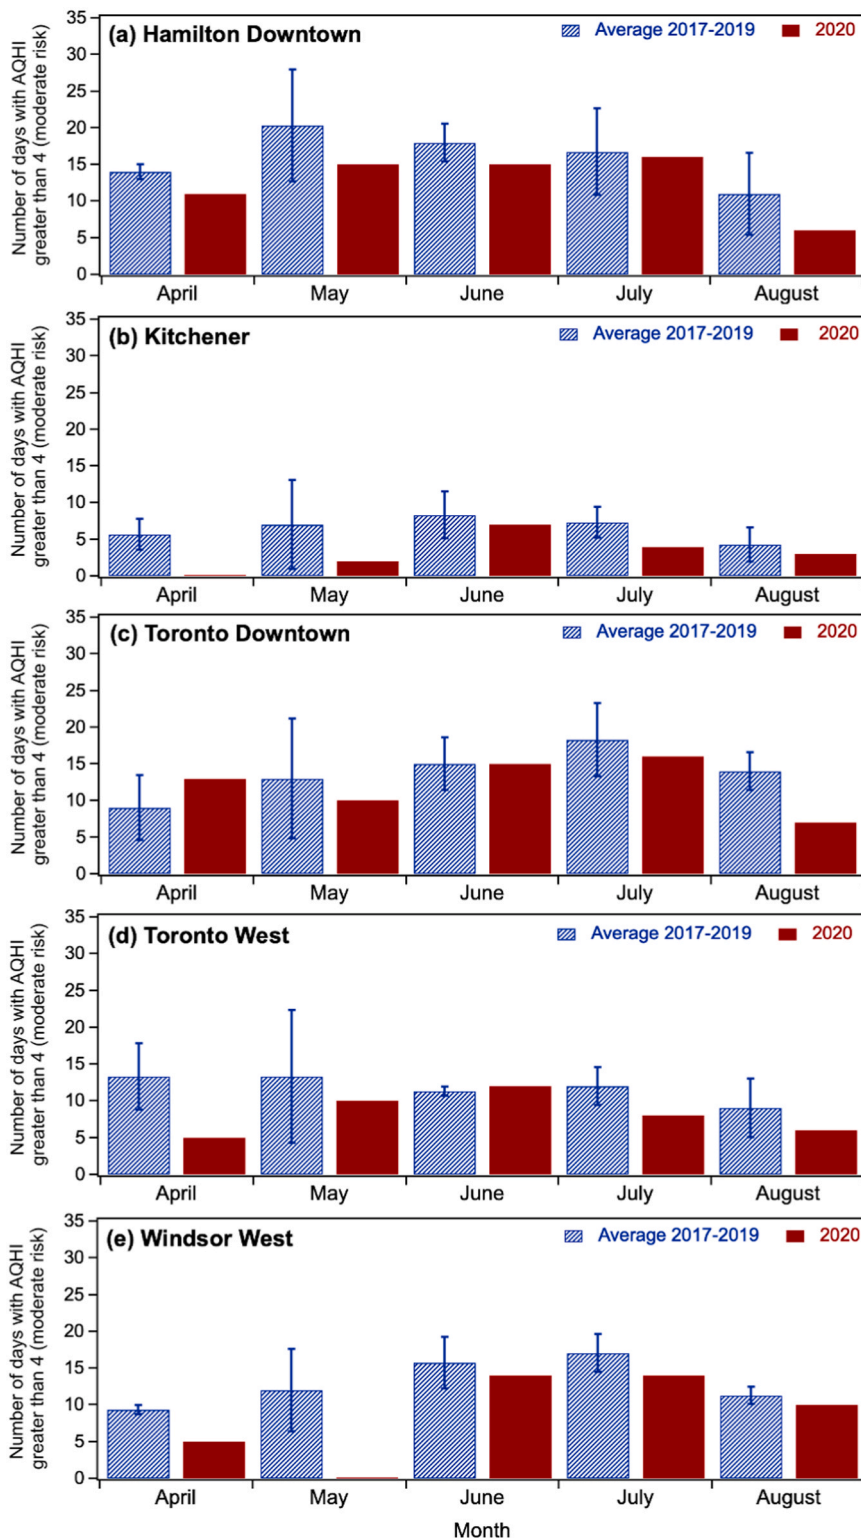 (a) Hamilton Downtown
Average 2017-2019
2020
Number of days with AQHI
greater than 4 (moderate risk)
35
30
25
20
15
10
5
0
April May June July August
(b) Kitchener
Average 2017-2019
2020
Number of days with AQHI
greater than 4 (moderate risk)
35
30
25
20
15
10
5
0
April May June July August
(c) Toronto Downtown
Average 2017-2019
2020
Number of days with AQHI
greater than 4 (moderate risk)
35
30
25
20
15
10
5
0
April May June July August
(d) Toronto West
Average 2017-2019
2020
Number of days with AQHI
greater than 4 (moderate risk)
35
30
25
20
15
10
5
0
April May June July August
(e) Windsor West
Average 2017-2019
2020
Number of days with AQHI
greater than 4 (moderate risk)
35
30
25
20
15
10
5
0
April May June July August
Month